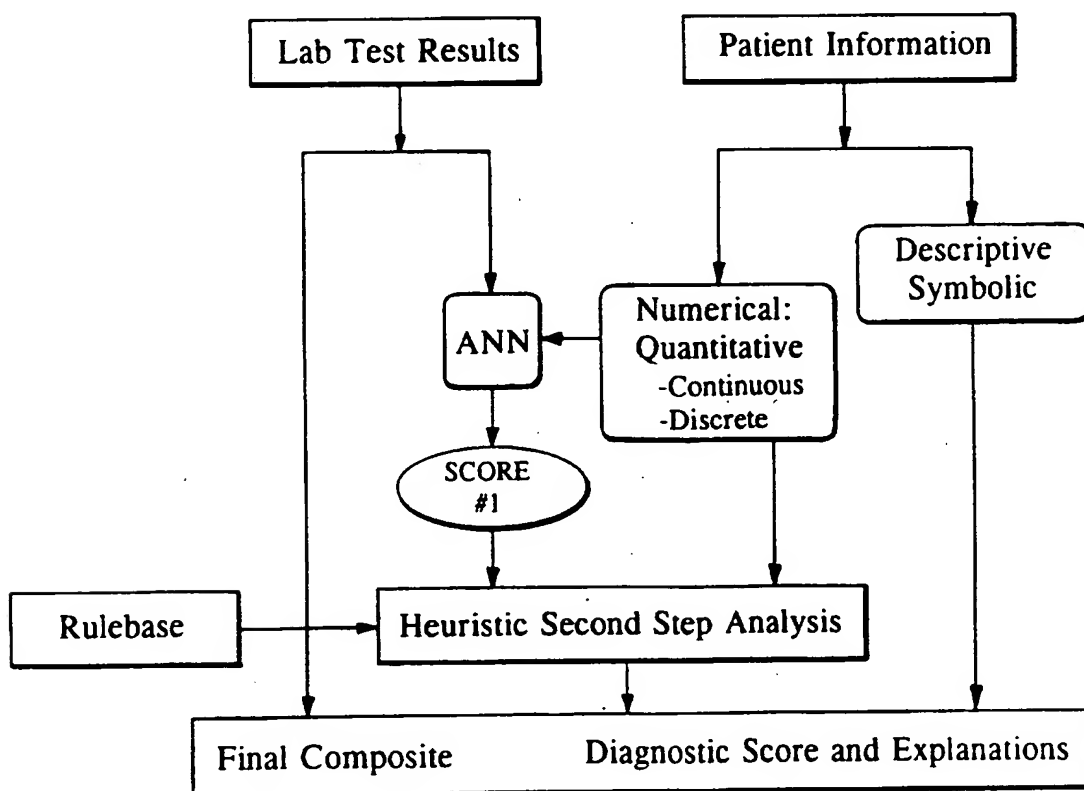 Lab Test Results
Patient Information
Descriptive
Symbolic
Numerical:
Quantitative
-Continuous
-Discrete
ANN
SCORE
#1
Rulebase
Heuristic Second Step Analysis
Final Composite
Diagnostic Score and Explanations